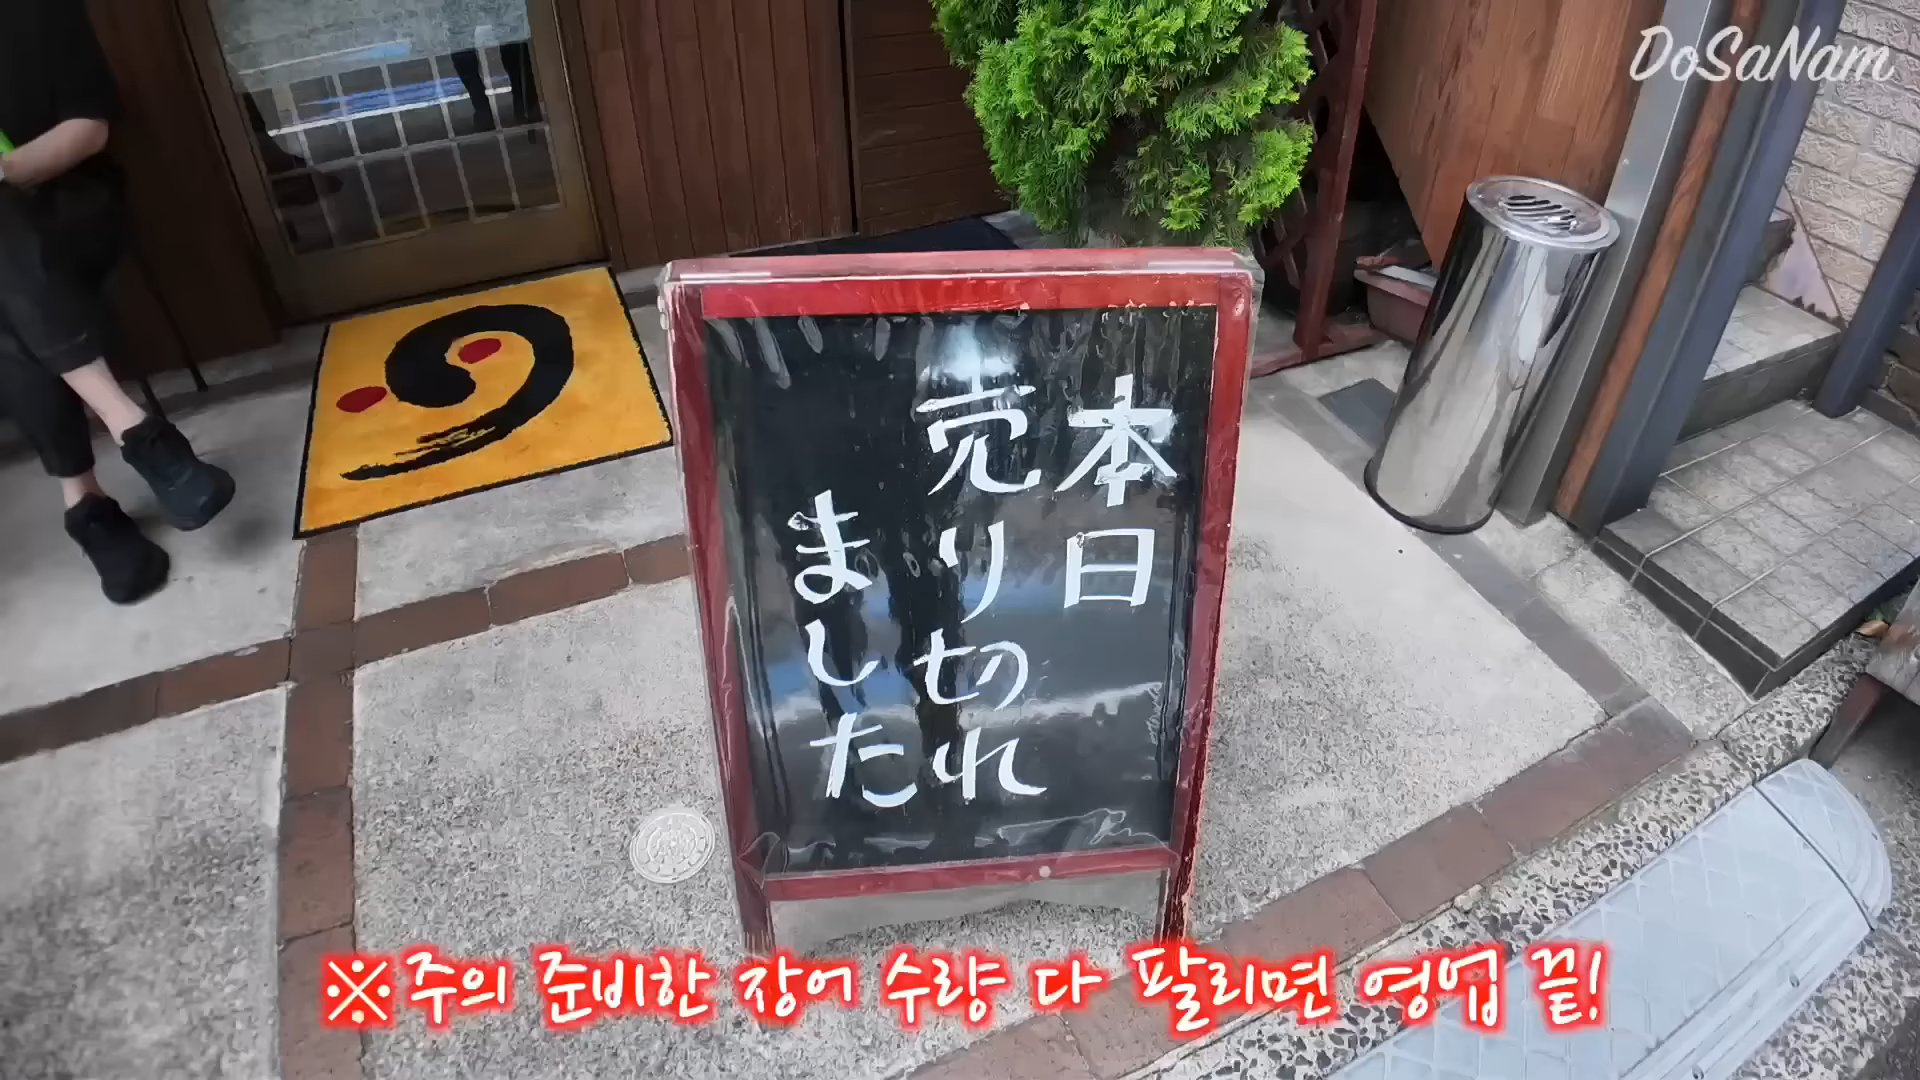 DoSaNam
本日
売り切れ
ました
※주의 준비한 장어 수량 다 팔리면 영업 끝!